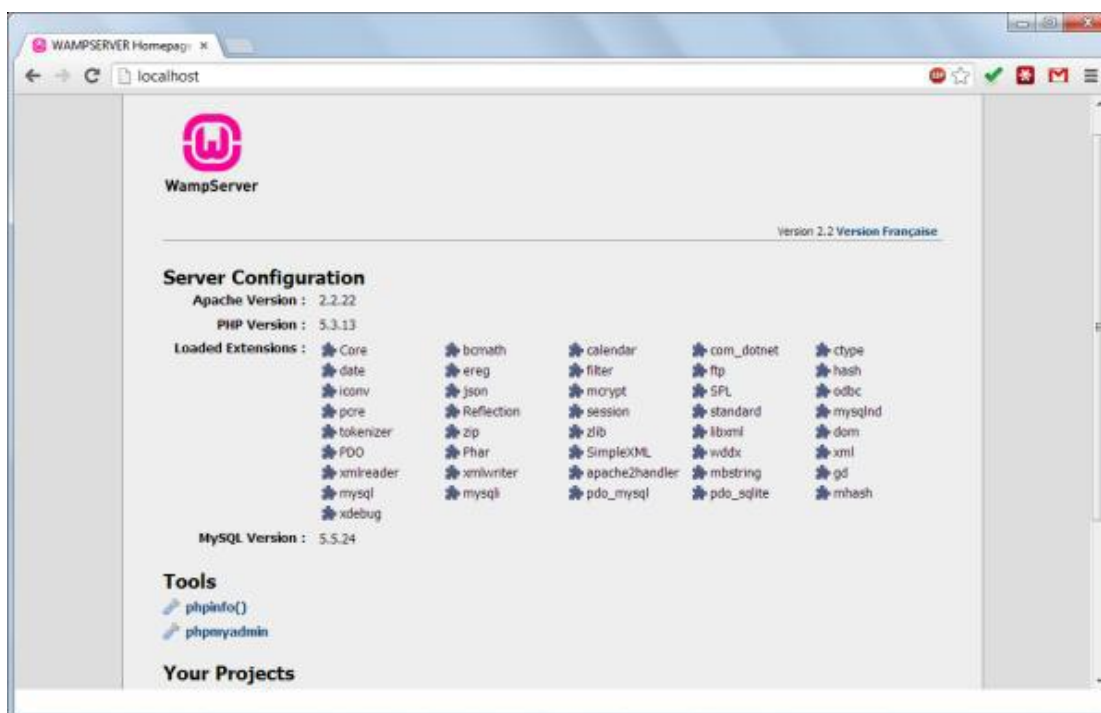 WAMPSERVER Homepag
localhost
WampServer
Version 2.2 Version Française
Server Configuration
Apache Version : 2.2.22
PHP Version : 5.3.13
Loaded Extensions : Core bcmath calendar com_dotnet ctype
date ereg filter ftp hash
iconv json mcrypt SPL odbc
pcre Reflection session standard mysqlnd
tokenizer zip zlib libxml dom
PDO Phar SimpleXML wddx xml
xmlreader xmlwriter apache2handler mbstring gd
mysql mysqli pdo_mysql pdo_sqlite mhash
xdebug
MySQL Version : 5.5.24
Tools
phpinfo()
phpmyadmin
Your Projects